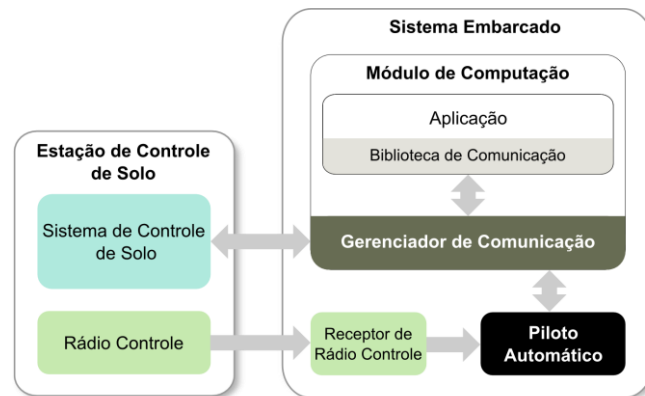 Sistema Embarcado
Módulo de Computação
Aplicação
Biblioteca de Comunicação
Gerenciador de Comunicação
Estação de Controle
de Solo
Sistema de Controle
de Solo
Rádio Controle
Receptor de
Rádio Controle
Piloto
Automático